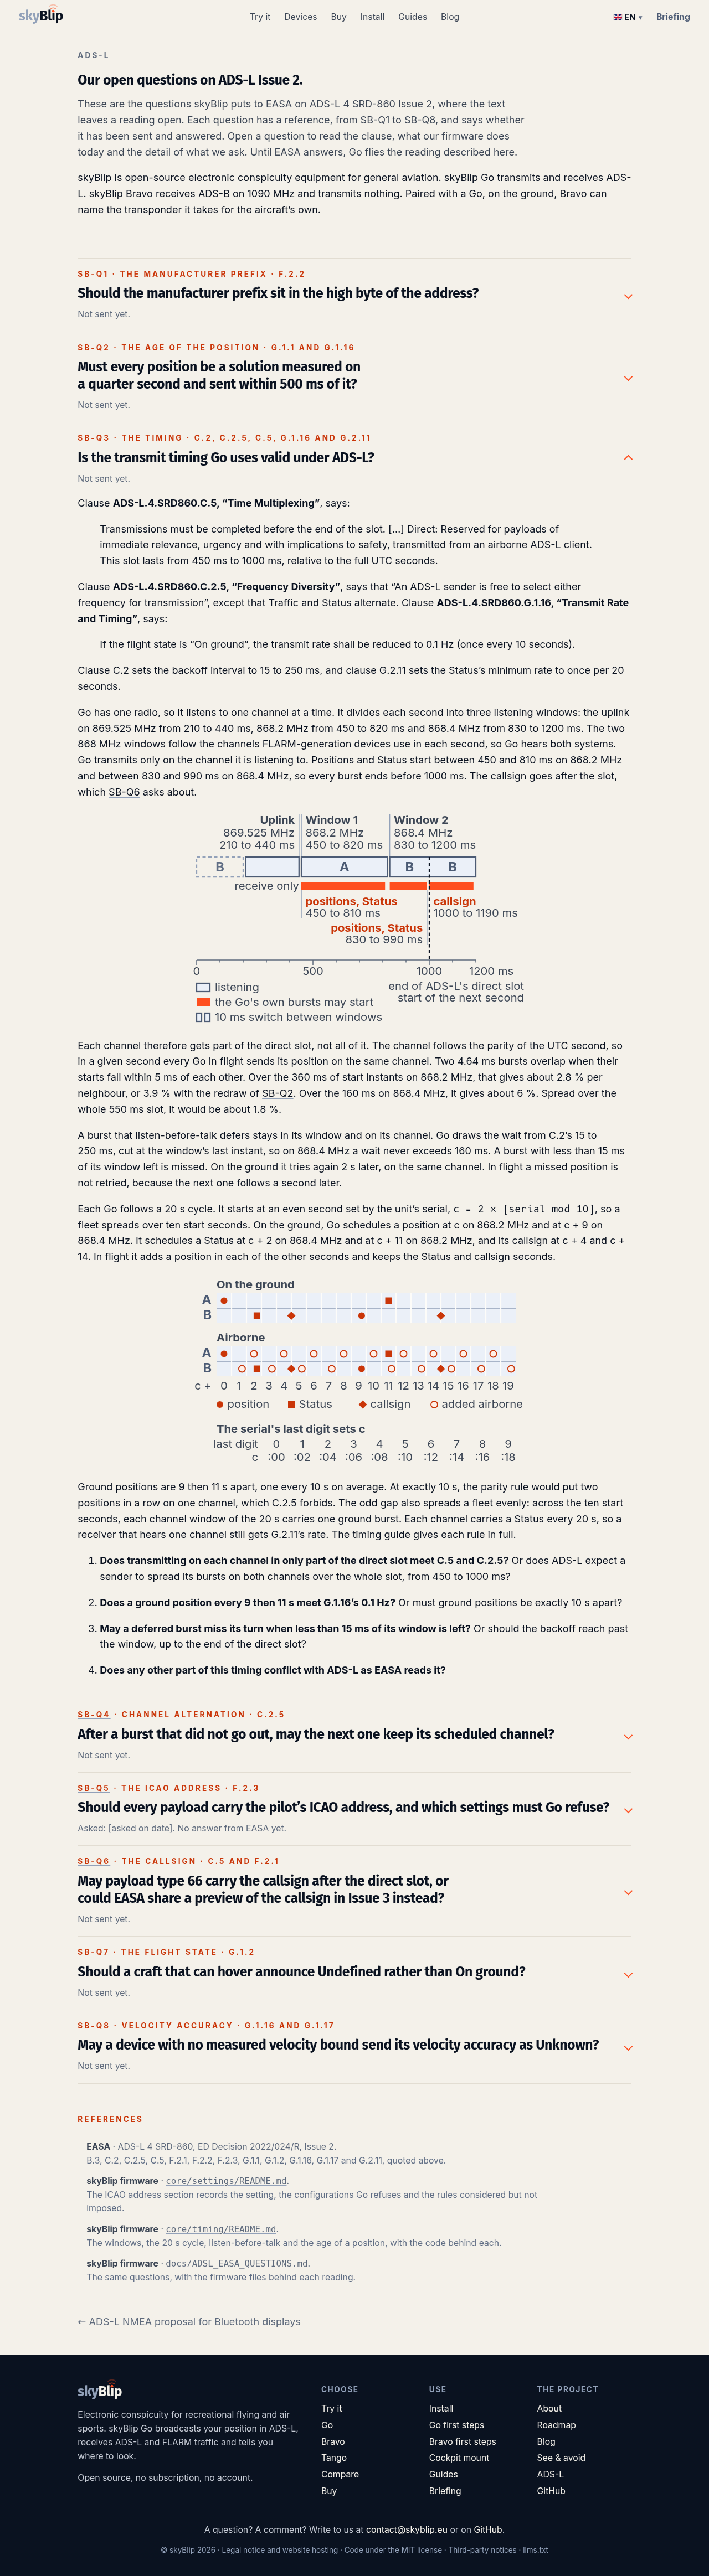 skyBlip
Try it
Devices
Buy
Install
Guides
Blog
EN
Briefing
ADS-L
Our open questions on ADS-L Issue 2.
These are the questions skyBlip puts to EASA on ADS-L 4 SRD-860 Issue 2, where the text
leaves a reading open. Each question has a reference, from SB-Q1 to SB-Q8, and says whether
it has been sent and answered. Open a question to read the clause, what our firmware does
today and the detail of what we ask. Until EASA answers, Go flies the reading described here.
skyBlip is open-source electronic conspicuity equipment for general aviation. skyBlip Go transmits and receives ADS-
L. skyBlip Bravo receives ADS-B on 1090 MHz and transmits nothing. Paired with a Go, on the ground, Bravo can
name the transponder it takes for the aircraft’s own.
SB-Q1 · THE MANUFACTURER PREFIX · F.2.2
Should the manufacturer prefix sit in the high byte of the address?
Not sent yet.
SB-Q2 · THE AGE OF THE POSITION · G.1.1 AND G.1.16
Must every position be a solution measured on
a quarter second and sent within 500 ms of it?
Not sent yet.
SB-Q3 · THE TIMING · C.2, C.2.5, C.5, G.1.16 AND G.2.11
Is the transmit timing Go uses valid under ADS-L?
Not sent yet.
Clause ADS-L.4.SRD860.C.5, “Time Multiplexing”, says:
Transmissions must be completed before the end of the slot. [...] Direct: Reserved for payloads of
immediate relevance, urgency and with implications to safety, transmitted from an airborne ADS-L client.
This slot lasts from 450 ms to 1000 ms, relative to the full UTC seconds.
Clause ADS-L.4.SRD860.C.2.5, “Frequency Diversity”, says that “An ADS-L sender is free to select either
frequency for transmission”, except that Traffic and Status alternate. Clause ADS-L.4.SRD860.G.1.16, “Transmit Rate
and Timing”, says:
If the flight state is “On ground”, the transmit rate shall be reduced to 0.1 Hz (once every 10 seconds).
Clause C.2 sets the backoff interval to 15 to 250 ms, and clause G.2.11 sets the Status’s minimum rate to once per 20
seconds.
Go has one radio, so it listens to one channel at a time. It divides each second into three listening windows: the uplink
on 869.525 MHz from 210 to 440 ms, 868.2 MHz from 450 to 820 ms and 868.4 MHz from 830 to 1200 ms. The two
868 MHz windows follow the channels FLARM-generation devices use in each second, so Go hears both systems.
Go transmits only on the channel it is listening to. Positions and Status start between 450 and 810 ms on 868.2 MHz
and between 830 and 990 ms on 868.4 MHz, so every burst ends before 1000 ms. The callsign goes after the slot,
which SB-Q6 asks about.
Uplink
869.525 MHz
210 to 440 ms
Window 1
868.2 MHz
450 to 820 ms
Window 2
868.4 MHz
830 to 1200 ms
B
A
B
B
receive only
positions, Status
450 to 810 ms
callsign
1000 to 1190 ms
positions, Status
830 to 990 ms
0
500
1000
1200 ms
listening
the Go's own bursts may start
10 ms switch between windows
end of ADS-L's direct slot
start of the next second
Each channel therefore gets part of the direct slot, not all of it. The channel follows the parity of the UTC second, so
in a given second every Go in flight sends its position on the same channel. Two 4.64 ms bursts overlap when their
starts fall within 5 ms of each other. Over the 360 ms of start instants on 868.2 MHz, that gives about 2.8 % per
neighbour, or 3.9 % with the redraw of SB-Q2. Over the 160 ms on 868.4 MHz, it gives about 6 %. Spread over the
whole 550 ms slot, it would be about 1.8 %.
A burst that listen-before-talk defers stays in its window and on its channel. Go draws the wait from C.2’s 15 to
250 ms, cut at the window’s last instant, so on 868.4 MHz a wait never exceeds 160 ms. A burst with less than 15 ms
of its window left is missed. On the ground it tries again 2 s later, on the same channel. In flight a missed position is
not retried, because the next one follows a second later.
Each Go follows a 20 s cycle. It starts at an even second set by the unit’s serial, c = 2 × [serial mod 10], so a
fleet spreads over ten start seconds. On the ground, Go schedules a position at c on 868.2 MHz and at c + 9 on
868.4 MHz. It schedules a Status at c + 2 on 868.4 MHz and at c + 11 on 868.2 MHz, and its callsign at c + 4 and c +
14. In flight it adds a position in each of the other seconds and keeps the Status and callsign seconds.
On the ground
A
B
Airborne
A
B
c + 0 1 2 3 4 5 6 7 8 9 10 11 12 13 14 15 16 17 18 19
position
Status
callsign
added airborne
The serial's last digit sets c
last digit 0 1 2 3 4 5 6 7 8 9
c :00 :02 :04 :06 :08 :10 :12 :14 :16 :18
Ground positions are 9 then 11 s apart, one every 10 s on average. At exactly 10 s, the parity rule would put two
positions in a row on one channel, which C.2.5 forbids. The odd gap also spreads a fleet evenly: across the ten start
seconds, each channel window of the 20 s carries one ground burst. Each channel carries a Status every 20 s, so a
receiver that hears one channel still gets G.2.11’s rate. The timing guide gives each rule in full.
1. Does transmitting on each channel in only part of the direct slot meet C.5 and C.2.5? Or does ADS-L expect a
sender to spread its bursts on both channels over the whole slot, from 450 to 1000 ms?
2. Does a ground position every 9 then 11 s meet G.1.16’s 0.1 Hz? Or must ground positions be exactly 10 s apart?
3. May a deferred burst miss its turn when less than 15 ms of its window is left? Or should the backoff reach past
the window, up to the end of the direct slot?
4. Does any other part of this timing conflict with ADS-L as EASA reads it?
SB-Q4 · CHANNEL ALTERNATION · C.2.5
After a burst that did not go out, may the next one keep its scheduled channel?
Not sent yet.
SB-Q5 · THE ICAO ADDRESS · F.2.3
Should every payload carry the pilot’s ICAO address, and which settings must Go refuse?
Asked: [asked on date]. No answer from EASA yet.
SB-Q6 · THE CALLSIGN · C.5 AND F.2.1
May payload type 66 carry the callsign after the direct slot, or
could EASA share a preview of the callsign in Issue 3 instead?
Not sent yet.
SB-Q7 · THE FLIGHT STATE · G.1.2
Should a craft that can hover announce Undefined rather than On ground?
Not sent yet.
SB-Q8 · VELOCITY ACCURACY · G.1.16 AND G.1.17
May a device with no measured velocity bound send its velocity accuracy as Unknown?
Not sent yet.
REFERENCES
EASA · ADS-L 4 SRD-860, ED Decision 2022/024/R, Issue 2.
B.3, C.2, C.2.5, C.5, F.2.1, F.2.2, F.2.3, G.1.1, G.1.2, G.1.16, G.1.17 and G.2.11, quoted above.
skyBlip firmware · core/settings/README.md.
The ICAO address section records the setting, the configurations Go refuses and the rules considered but not
imposed.
skyBlip firmware · core/timing/README.md.
The windows, the 20 s cycle, listen-before-talk and the age of a position, with the code behind each.
skyBlip firmware · docs/ADSL_EASA_QUESTIONS.md.
The same questions, with the firmware files behind each reading.
← ADS-L NMEA proposal for Bluetooth displays
skyBlip
Electronic conspicuity for recreational flying and air
sports. skyBlip Go broadcasts your position in ADS-L,
receives ADS-L and FLARM traffic and tells you
where to look.
Open source, no subscription, no account.
CHOOSE
Try it
Go
Bravo
Tango
Compare
Buy
USE
Install
Go first steps
Bravo first steps
Cockpit mount
Guides
Briefing
THE PROJECT
About
Roadmap
Blog
See & avoid
ADS-L
GitHub
A question? A comment? Write to us at contact@skyblip.eu or on GitHub.
© skyBlip 2026 · Legal notice and website hosting · Code under the MIT license · Third-party notices · llms.txt